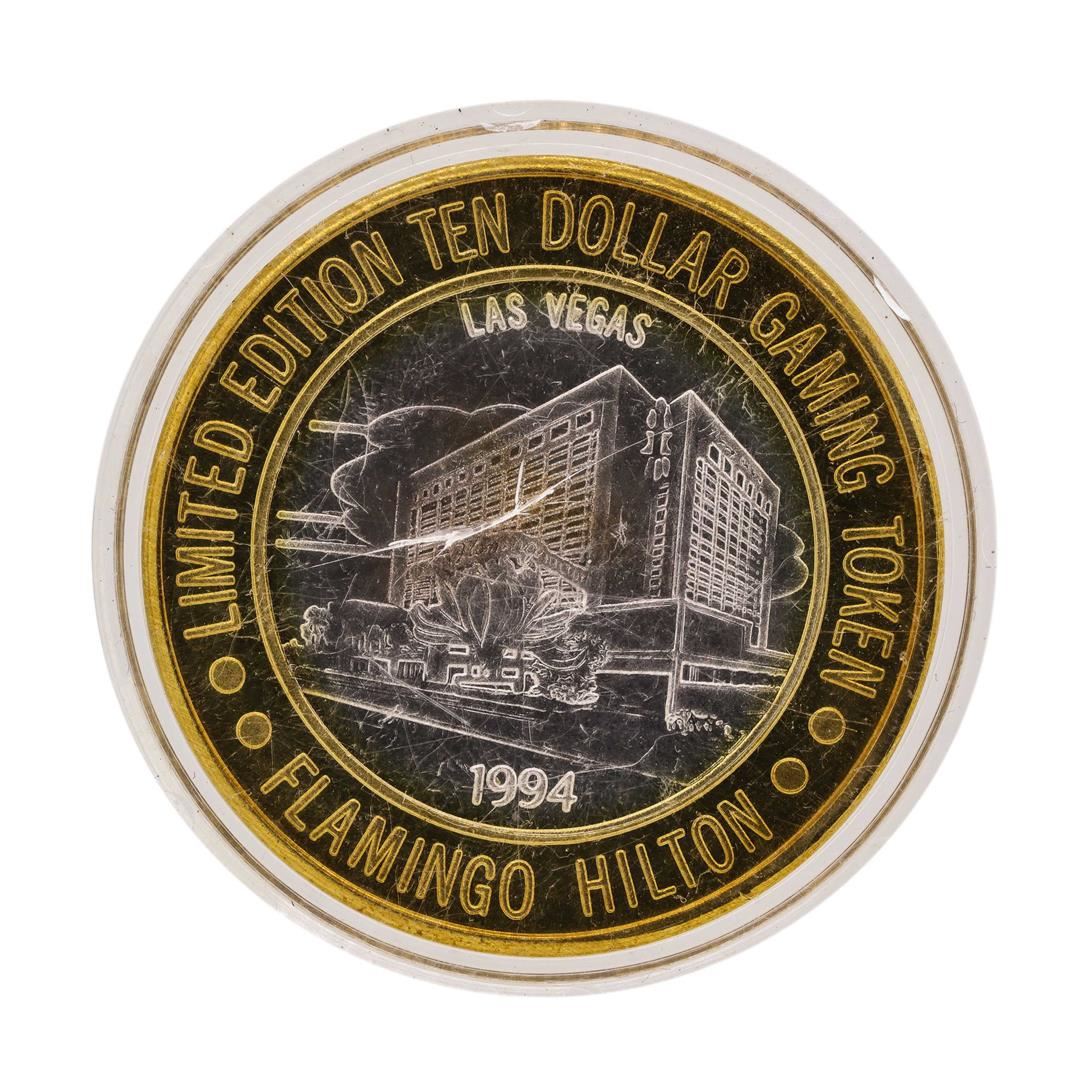 LIMITED EDITION TEN DOLLAR GAMING TOKEN
LAS VEGAS
1994
FLAMINGO HILTON